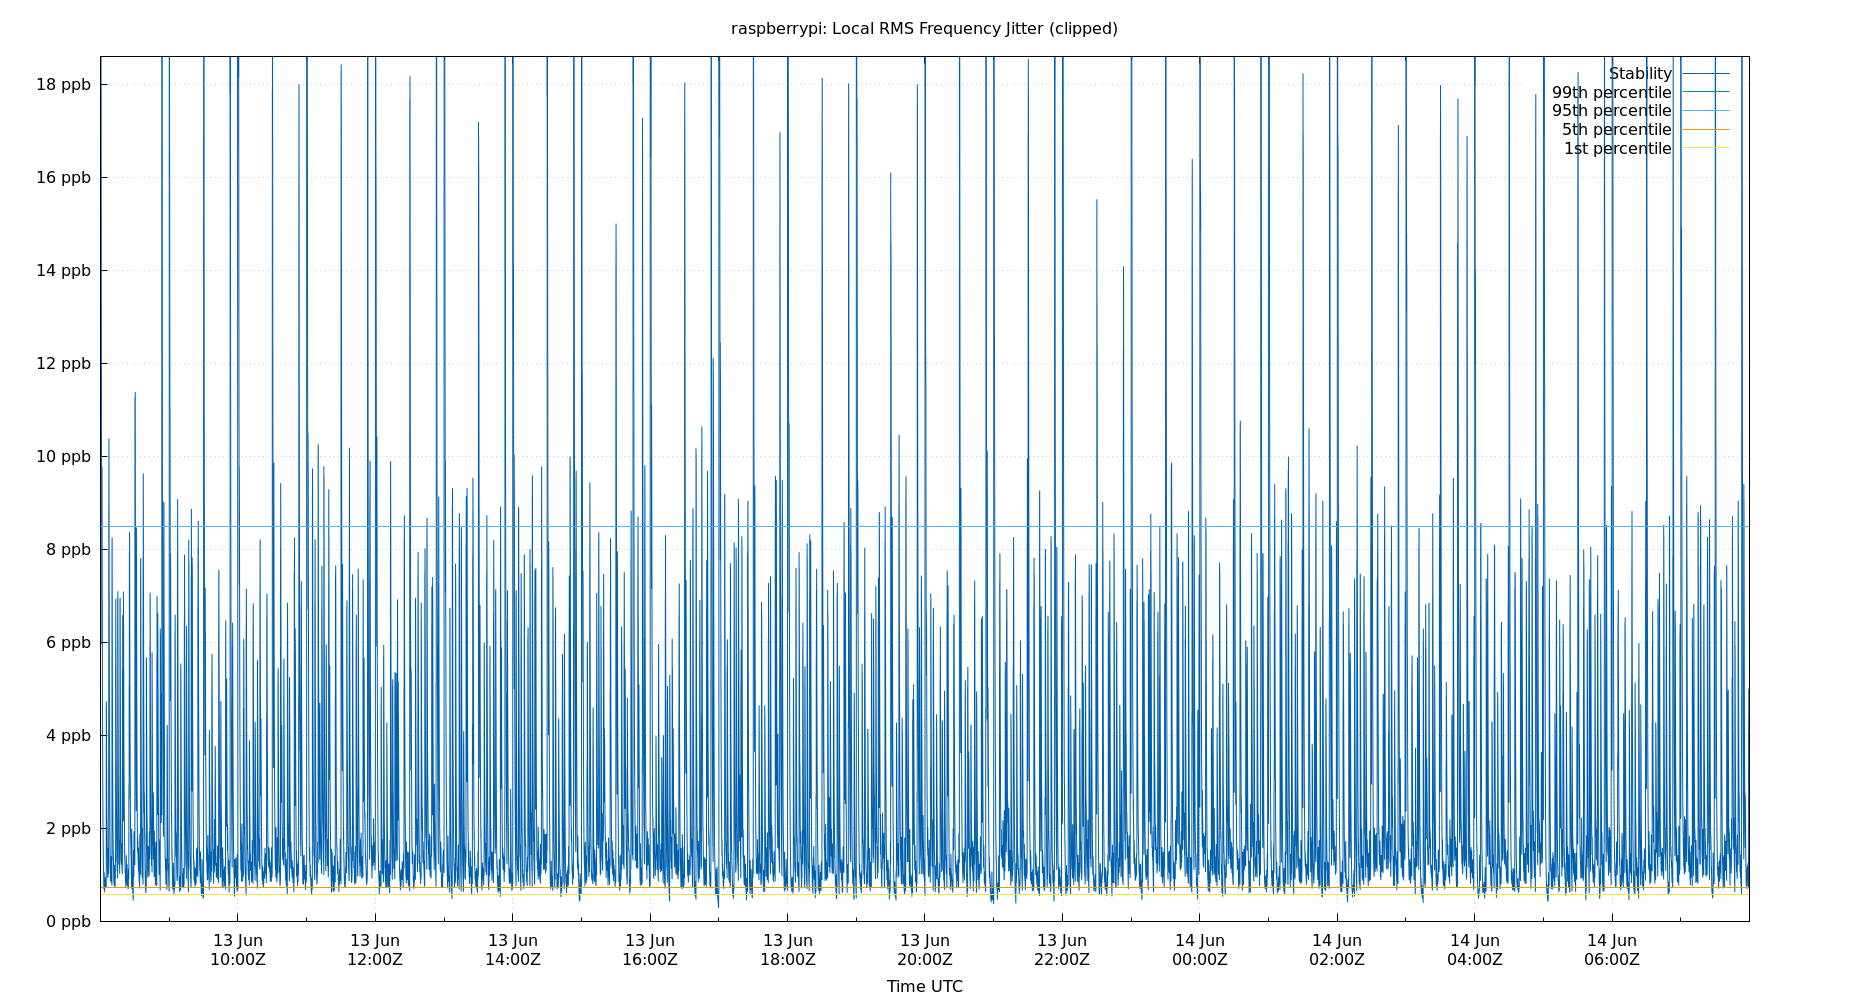 raspberrypi: Local RMS Frequency Jitter (clipped)
18 ppb
16 ppb
14 ppb
12 ppb
10 ppb
8 ppb
6 ppb
4 ppb
2 ppb
0 ppb
Stability
99th percentile
95th percentile
5th percentile
1st percentile
13 Jun 13 Jun 13 Jun 13 Jun 13 Jun 13 Jun 13 Jun 14 Jun 14 Jun 14 Jun 14 Jun
10:00Z 12:00Z 14:00Z 16:00Z 18:00Z 20:00Z 22:00Z 00:00Z 02:00Z 04:00Z 06:00Z
Time UTC